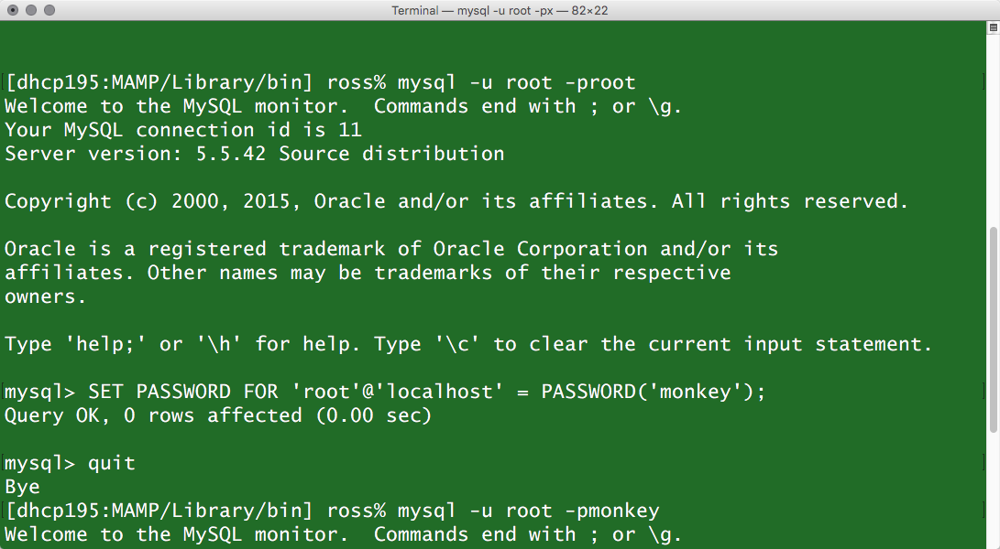 Terminal — mysql -u root -px — 82×22
[dhcp195:MAMP/Library/bin] ross% mysql -u root -proot
Welcome to the MySQL monitor.  Commands end with ; or \g.
Your MySQL connection id is 11
Server version: 5.5.42 Source distribution
Copyright (c) 2000, 2015, Oracle and/or its affiliates. All rights reserved.
Oracle is a registered trademark of Oracle Corporation and/or its
affiliates. Other names may be trademarks of their respective
owners.
Type 'help;' or '\h' for help. Type '\c' to clear the current input statement.
mysql> SET PASSWORD FOR 'root'@'localhost' = PASSWORD('monkey');
Query OK, 0 rows affected (0.00 sec)
mysql> quit
Bye
[dhcp195:MAMP/Library/bin] ross% mysql -u root -pmonkey
Welcome to the MySQL monitor.  Commands end with ; or \g.